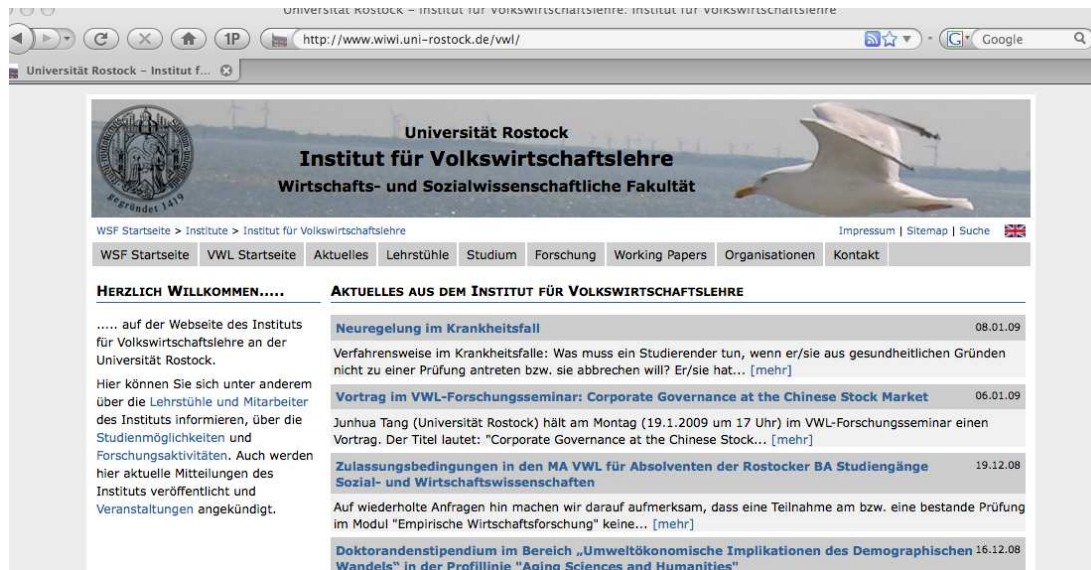 Universität Rostock – Institut für Volkswirtschaftslehre: Institut für Volkswirtschaftslehre
1P
http://www.wiwi.uni-rostock.de/vwl/
G
Google
Universität Rostock – Institut f...
gegründet 1419
Universität Rostock
Institut für Volkswirtschaftslehre
Wirtschafts- und Sozialwissenschaftliche Fakultät
WSF Startseite > Institute > Institut für Volkswirtschaftslehre
Impressum | Sitemap | Suche
WSF Startseite VWL Startseite Aktuelles Lehrstühle Studium Forschung Working Papers Organisationen Kontakt
HERZLICH WILLKOMMEN.....
..... auf der Webseite des Instituts
für Volkswirtschaftslehre an der
Universität Rostock.
Hier können Sie sich unter anderem
über die Lehrstühle und Mitarbeiter
des Instituts informieren, über die
Studienmöglichkeiten und
Forschungsaktivitäten. Auch werden
hier aktuelle Mitteilungen des
Instituts veröffentlicht und
Veranstaltungen angekündigt.
AKTUELLES AUS DEM INSTITUT FÜR VOLKSWIRTSCHAFTSLEHRE
Neuregelung im Krankheitsfall 08.01.09
Verfahrensweise im Krankheitsfalle: Was muss ein Studierender tun, wenn er/sie aus gesundheitlichen Gründen
nicht zu einer Prüfung antreten bzw. sie abbrechen will? Er/sie hat... [mehr]
Vortrag im VWL-Forschungsseminar: Corporate Governance at the Chinese Stock Market 06.01.09
Junhua Tang (Universität Rostock) hält am Montag (19.1.2009 um 17 Uhr) im VWL-Forschungsseminar einen
Vortrag. Der Titel lautet: "Corporate Governance at the Chinese Stock... [mehr]
Zulassungsbedingungen in den MA VWL für Absolventen der Rostocker BA Studiengänge 19.12.08
Sozial- und Wirtschaftswissenschaften
Auf wiederholte Anfragen hin machen wir darauf aufmerksam, dass eine Teilnahme am bzw. eine bestande Prüfung
im Modul "Empirische Wirtschaftsforschung" keine... [mehr]
Doktorandenstipendium im Bereich „Umweltökonomische Implikationen des Demographischen 16.12.08
Wandels“ in der Profillinie "Aging Sciences and Humanities"